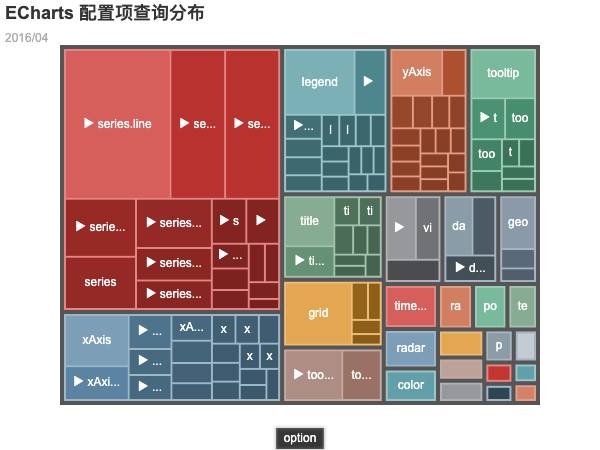 ECharts 配置项查询分布
2016/04
▶ series.line
▶ se...
▶ se...
▶ serie...
▶ series...
▶ s
▶
▶ series...
▶ ...
series
▶ series...
xAxis
▶ ...
xA...
x
x
▶ ...
x
x
▶ xAxi...
▶ ...
legend
▶
▶...
l
l
yAxis
tooltip
▶ t
too
too
t
title
ti
ti
▶ ti...
grid
▶ too...
to...
▶
vi
da
▶ d...
geo
time...
ra
po
te
radar
p
color
option